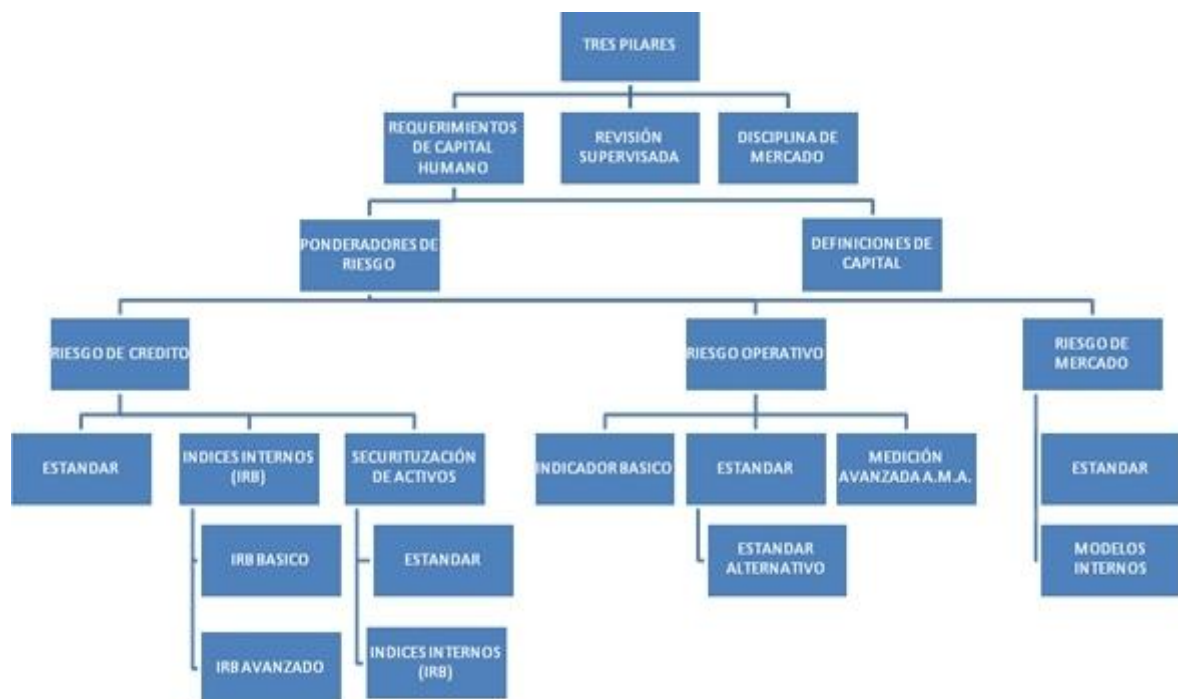 TRES PILARES
REQUERIMIENTOS
DE CAPITAL
HUMANO
REVISIÓN
SUPERVISADA
DISCIPLINA DE
MERCADO
PONDERADORES DE
RIESGO
DEFINICIONES DE
CAPITAL
RIESGO DE CREDITO
RIESGO OPERATIVO
RIESGO DE
MERCADO
ESTANDAR
INDICES INTERNOS
(IRB)
SECURITUZACIÓN
DE ACTIVOS
INDICADOR BASICO
ESTANDAR
MEDICIÓN
AVANZADA A.M.A.
ESTANDAR
IRB BASICO
ESTANDAR
ESTANDAR
ALTERNATIVO
MODELOS
INTERNOS
IRB AVANZADO
INDICES INTERNOS
(IRB)